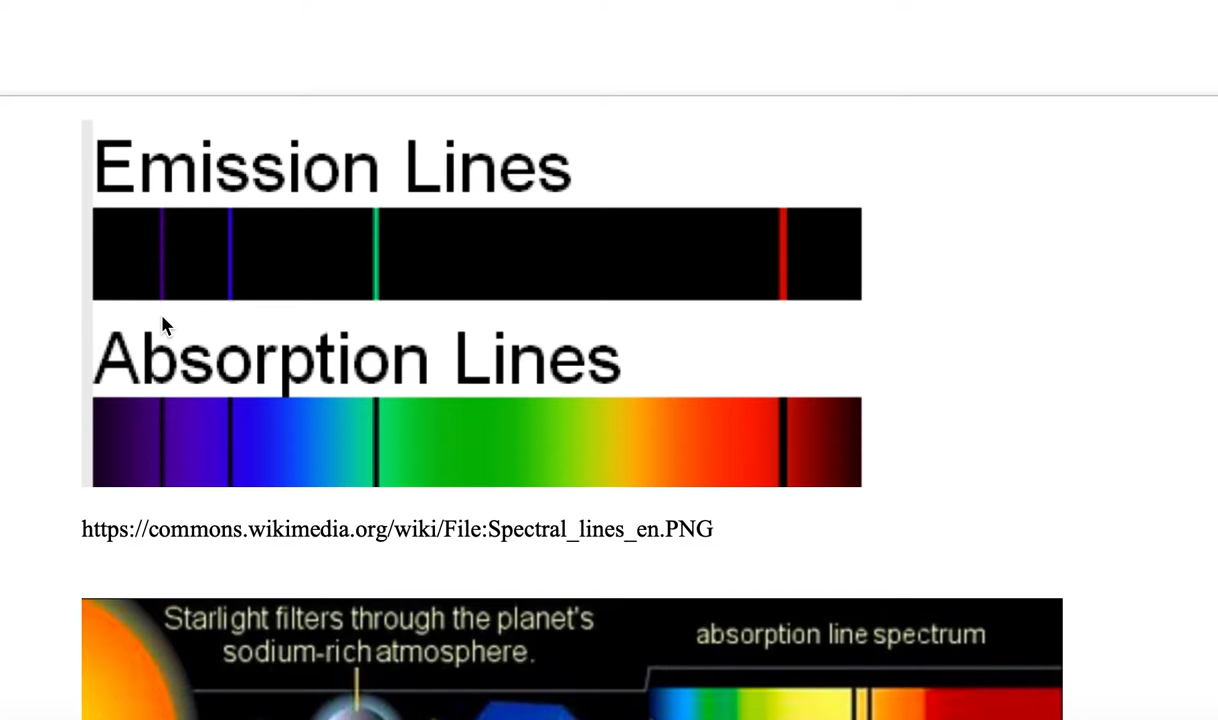 Emission Lines
Absorption Lines
https://commons.wikimedia.org/wiki/File:Spectral_lines_en.PNG
Starlight filters through the planet's
sodium-rich atmosphere.
absorption line spectrum